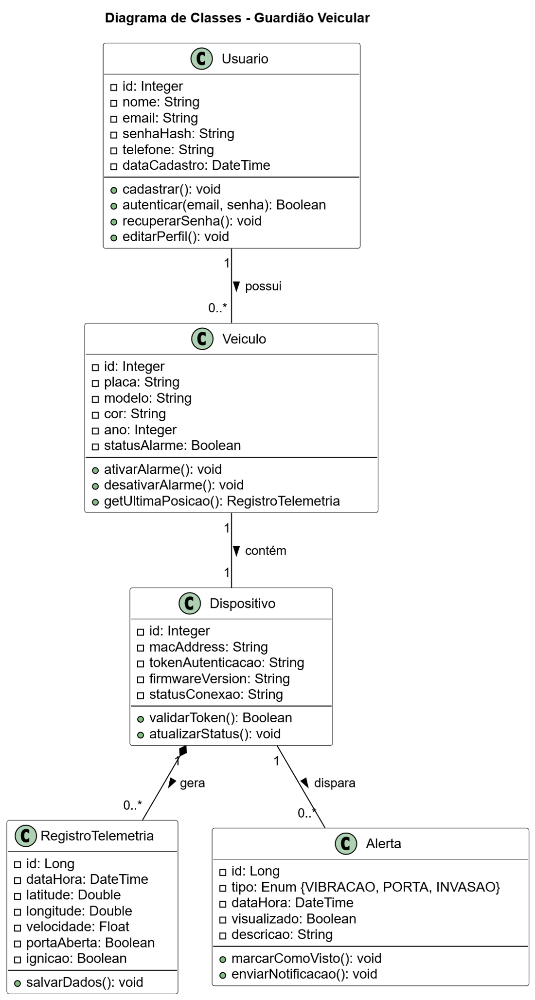 Diagrama de Classes - Guardião Veicular
C Usuario
id: Integer
nome: String
email: String
senhaHash: String
telefone: String
dataCadastro: DateTime
cadastrar(): void
autenticar(email, senha): Boolean
recuperarSenha(): void
editarPerfil(): void
1
possui
0..*
C Veiculo
id: Integer
placa: String
modelo: String
cor: String
ano: Integer
statusAlarme: Boolean
ativarAlarme(): void
desativarAlarme(): void
getUltimaPosicao(): RegistroTelemetria
1
contém
1
C Dispositivo
id: Integer
macAddress: String
tokenAutenticacao: String
firmwareVersion: String
statusConexao: String
validarToken(): Boolean
atualizarStatus(): void
1
gera
0..*
1
dispara
0..*
C RegistroTelemetria
id: Long
dataHora: DateTime
latitude: Double
longitude: Double
velocidade: Float
portaAberta: Boolean
ignicao: Boolean
salvarDados(): void
C Alerta
id: Long
tipo: Enum {VIBRACAO, PORTA, INVASAO}
dataHora: DateTime
visualizado: Boolean
descricao: String
marcarComoVisto(): void
enviarNotificacao(): void